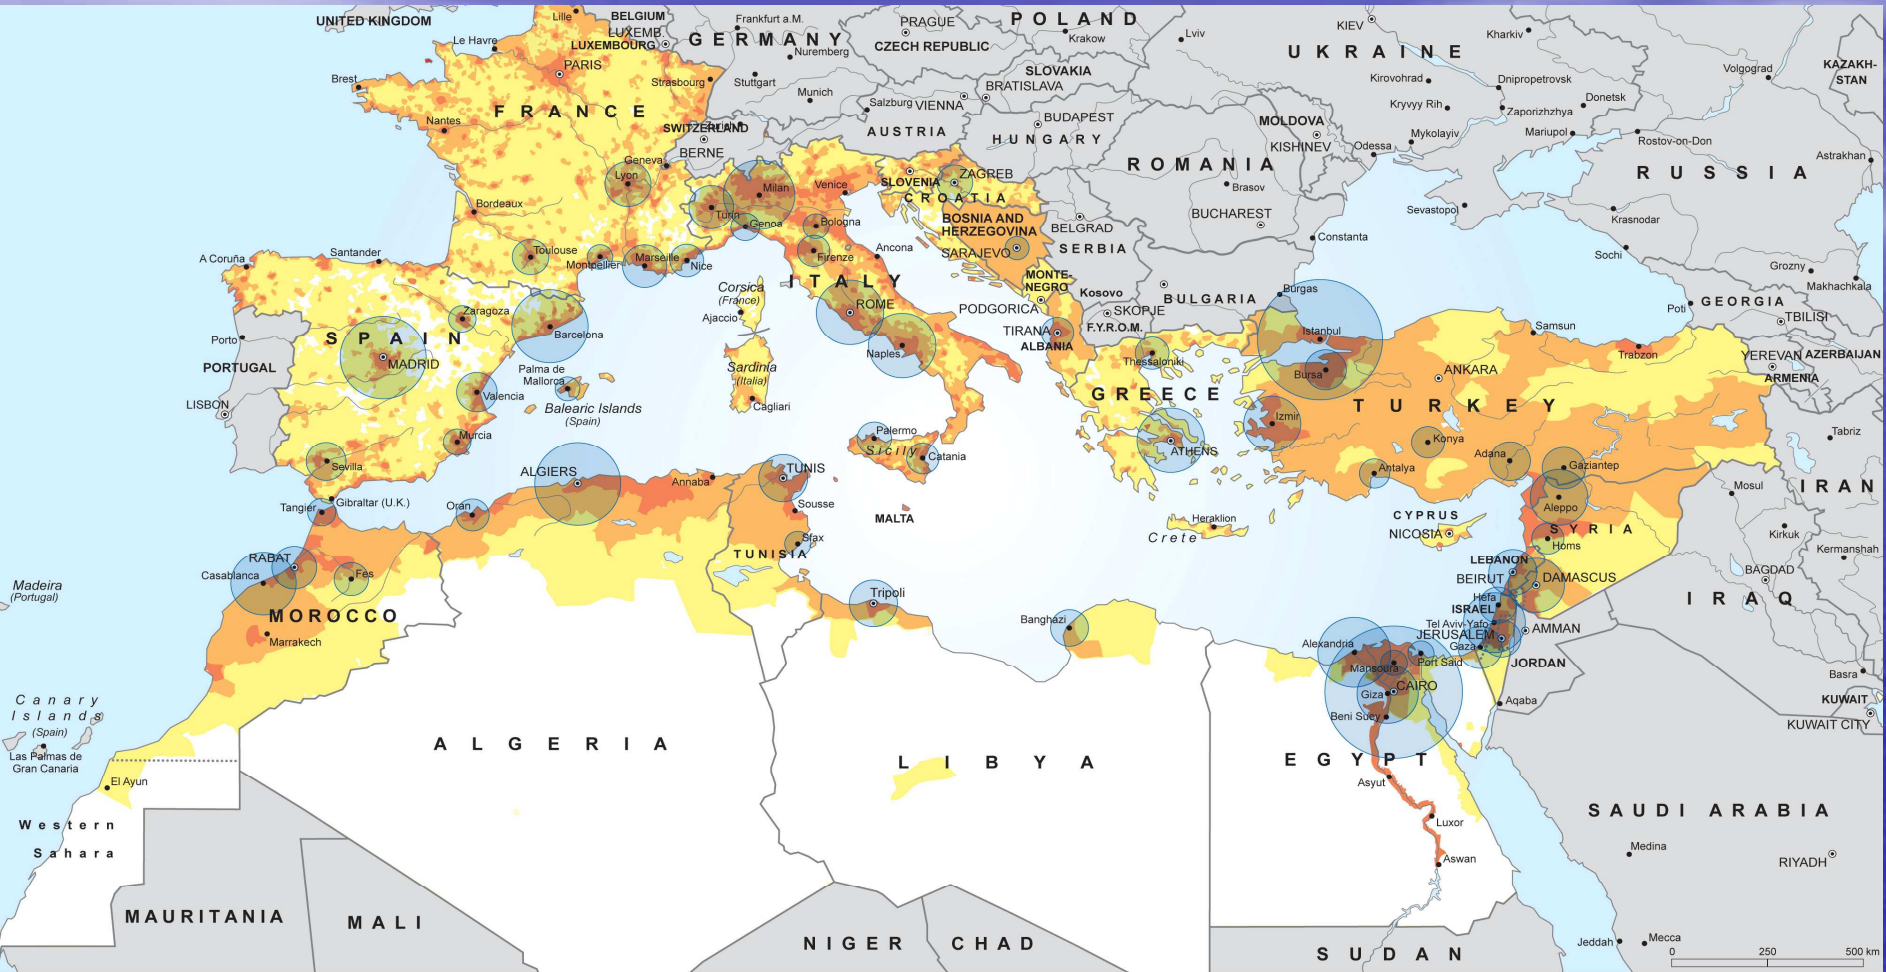 UNITED KINGDOM
Lille
BELGIUM
LUXEMB.
LUXEMBOURG
Frankfurt a.M.
GERMANY
Nuremberg
PRAGUE
CZECH REPUBLIC
POLAND
Krakow
Lviv
KIEV
UKRAINE
Kharkiv
Le Havre
PARIS
Brest
Strasbourg
Stuttgart
Munich
Salzburg
VIENNA
SLOVAKIA
BRATISLAVA
Kirovohrad
Dnipropetrovsk
Donetsk
Volgograd
KAZAKH-
STAN
FRANCE
Nantes
SWITZERLAND
BERNE
AUSTRIA
BUDAPEST
HUNGARY
MOLDOVA
KISHINEV
Kryvyy Rih
Zaporizhzhya
Mykolayiv
Mariupol
Odessa
Rostov-on-Don
Astrakhan
Geneva
Lyon
Milan
Venice
Turin
Genoa
Bologna
SLOVENIA
ZAGREB
CROATIA
ROMANIA
Brasov
BUCHAREST
RUSSIA
Sevastopol
Krasnodar
Bordeaux
BOSNIA AND
HERZEGOVINA
SARAJEVO
BELGRAD
SERBIA
Constanta
Sochi
Grozny
Makhachkala
A Coruña
Santander
Toulouse
Montpellier
Marseille
Nice
Firenze
Ancona
ITALY
MONTE-
NEGRO
PODGORICA
Kosovo
SKOPJE
F.Y.R.O.M.
BULGARIA
Burgas
Poti
GEORGIA
TBILISI
Corsica
(France)
Ajaccio
ROME
Naples
TIRANA
ALBANIA
Thessaloniki
Istanbul
Bursa
Samsun
Trabzon
YEREVAN
AZERBAIJAN
ARMENIA
Porto
PORTUGAL
LISBON
SPAIN
Zaragoza
Barcelona
MADRID
Palma de
Mallorca
Valencia
Balearic Islands
(Spain)
Sardinia
(Italia)
Cagliari
GREECE
ATHENS
Izmir
ANKARA
TURKEY
Konya
Adana
Gaziantep
Antalya
Tabriz
Murcia
Sevilla
Palermo
Sicily
Catania
Gibraltar (U.K.)
Tangier
Oran
ALGIERS
Annaba
TUNIS
Sousse
Sfax
TUNISIA
MALTA
Heraklion
Crete
CYPRUS
NICOSIA
Aleppo
SYRIA
Homs
Mosul
IRAN
Kirkuk
Kermanshah
RABAT
Casablanca
Fes
MOROCCO
Marrakech
Madeira
(Portugal)
Tripoli
Banghāzi
LEBANON
BEIRUT
DAMASCUS
BAGDAD
IRAQ
Hefa
ISRAEL
Tel Aviv-Yafo
JERUSALEM
AMMAN
Gaza
JORDAN
Alexandria
Mansoura
Port Said
Giza
CAIRO
Beni Suey
Aqaba
Basra
KUWAIT
KUWAIT CITY
Canary
Islands
(Spain)
Las Palmas de
Gran Canaria
El Ayun
Western
Sahara
ALGERIA
LIBYA
EGYPT
Asyut
Luxor
Aswan
SAUDI ARABIA
Medina
RIYADH
MAURITANIA
MALI
NIGER
CHAD
SUDAN
Jeddah
Mecca
0
250
500 km